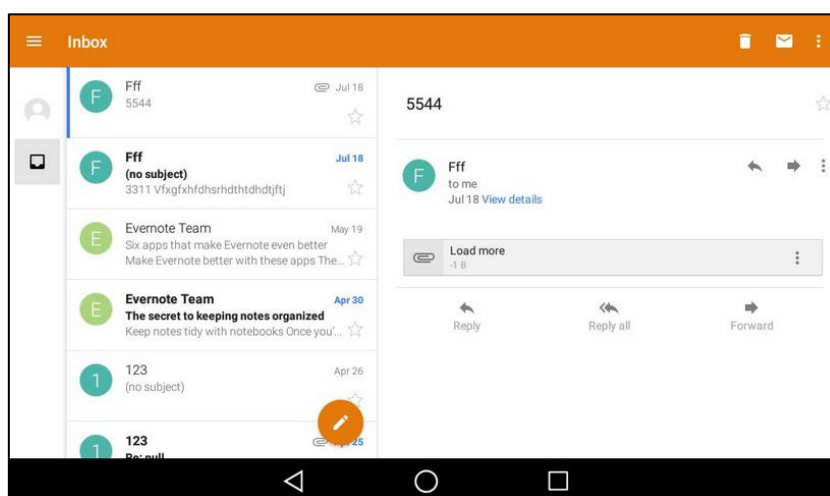 Inbox
F
Fff
Jul 18
5544
F
Fff
Jul 18
(no subject)
3311 Vfxgfxhfdhsrhdthtdhdtjftj
E
Evernote Team
May 19
Six apps that make Evernote even better
Make Evernote better with these apps The...
E
Evernote Team
Apr 30
The secret to keeping notes organized
Keep notes tidy with notebooks Once you'...
1
123
Apr 26
(no subject)
1
123
25
Re: null
5544
F
Fff
to me
Jul 18 View details
Load more
-1 B
Reply
Reply all
Forward